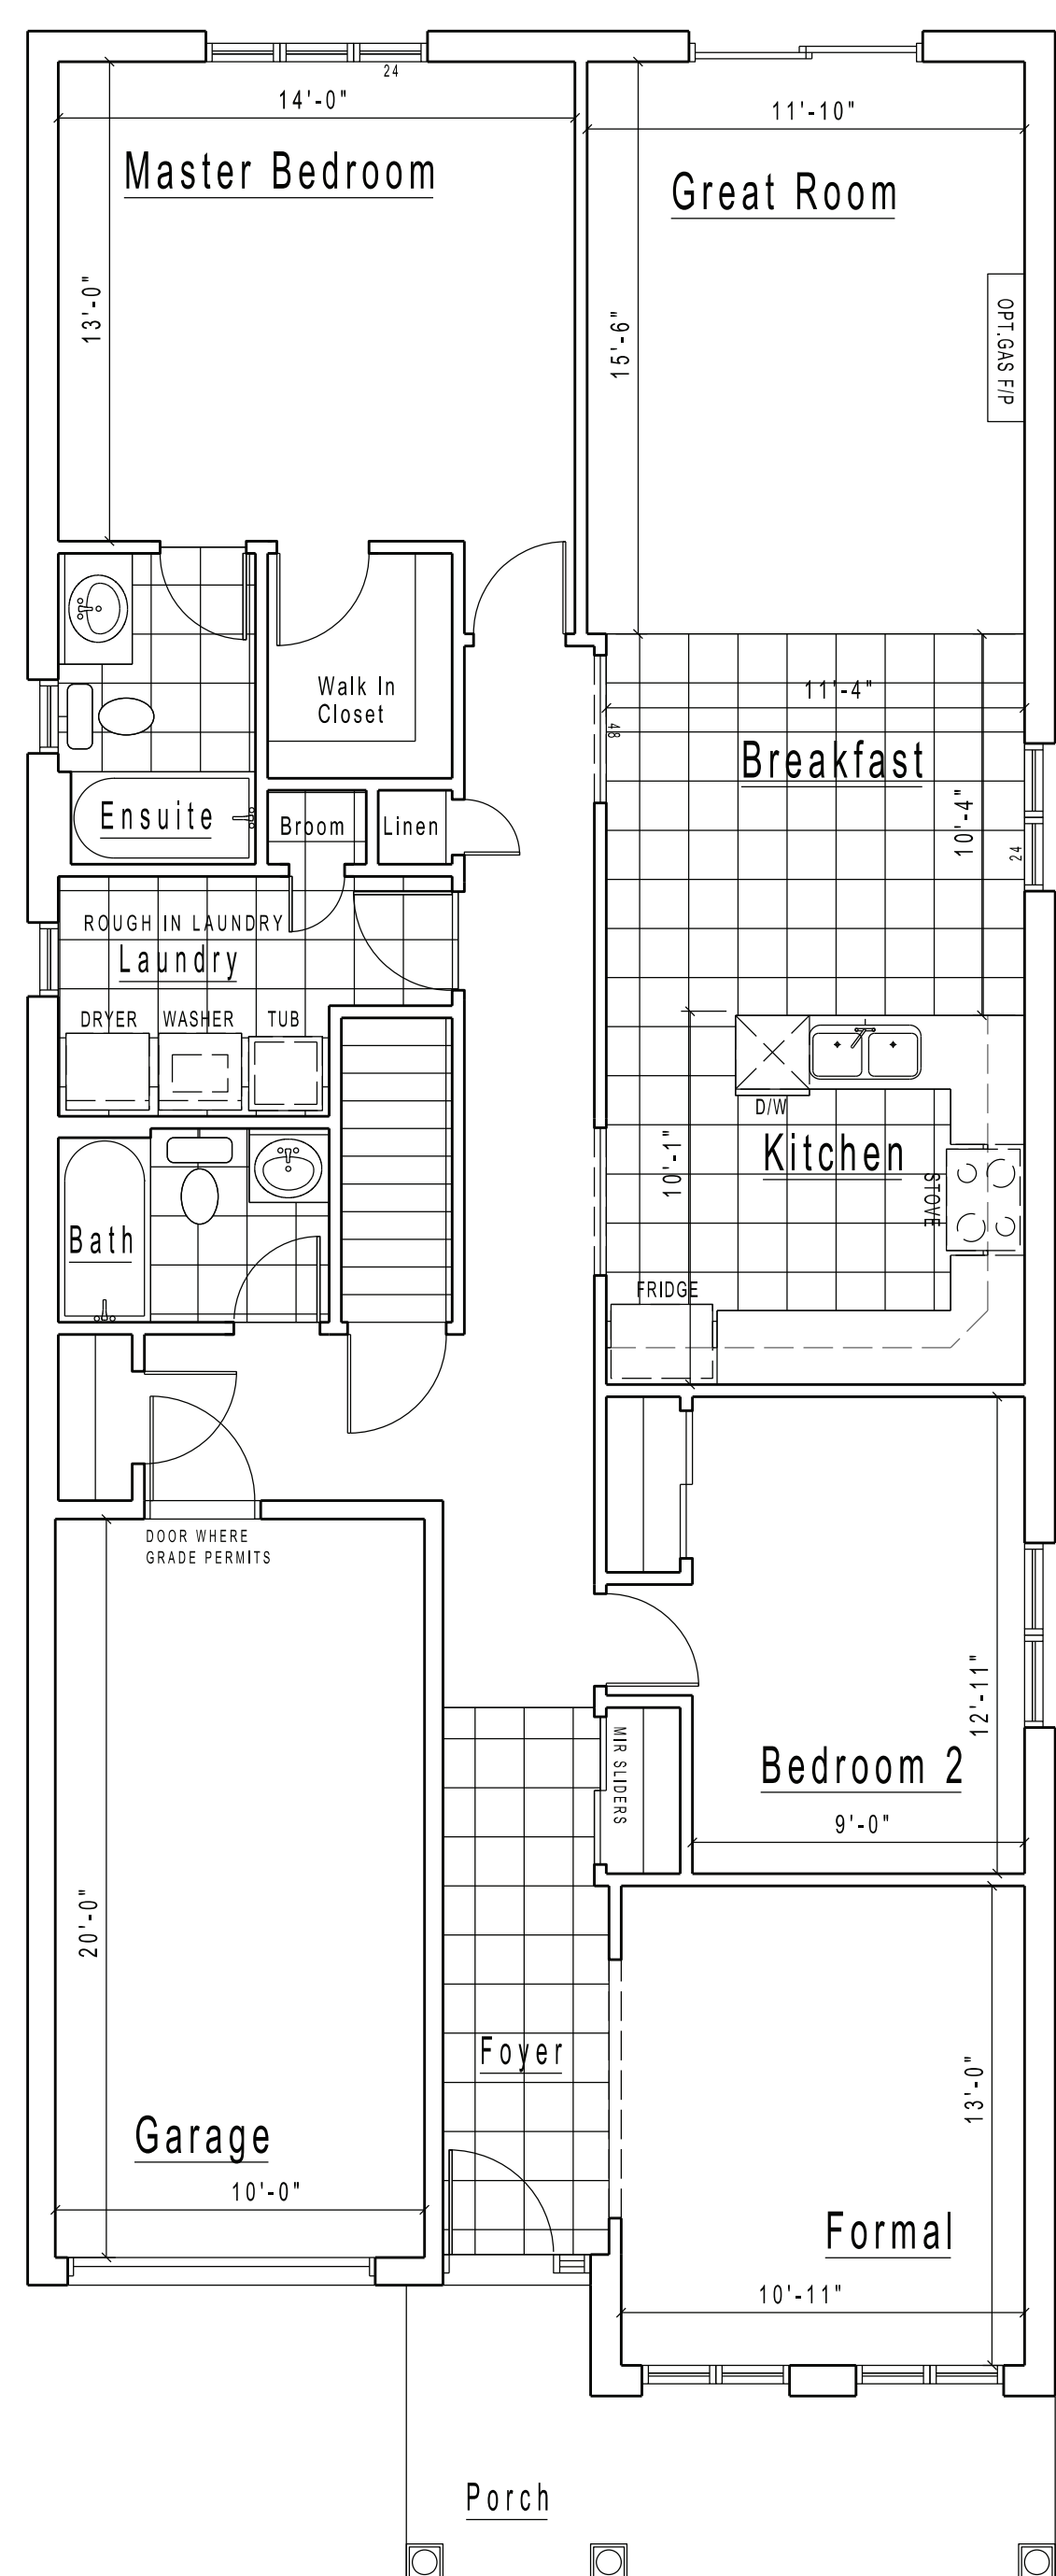 24
14'-0"
11'-10"
Master Bedroom
Great Room
13'-0"
15'-6"
OPT.GAS F/P
Walk In
Closet
11'-4"
48
Breakfast
10'-4"
24
Ensuite
Broom
Linen
ROUGH IN LAUNDRY
Laundry
DRYER
WASHER
TUB
D/W
10'-1"
Kitchen
STOVE
Bath
FRIDGE
DOOR WHERE
GRADE PERMITS
12'-11"
MIR SLIDERS
Bedroom 2
9'-0"
20'-0"
Foyer
13'-0"
Garage
10'-0"
Formal
10'-11"
Porch